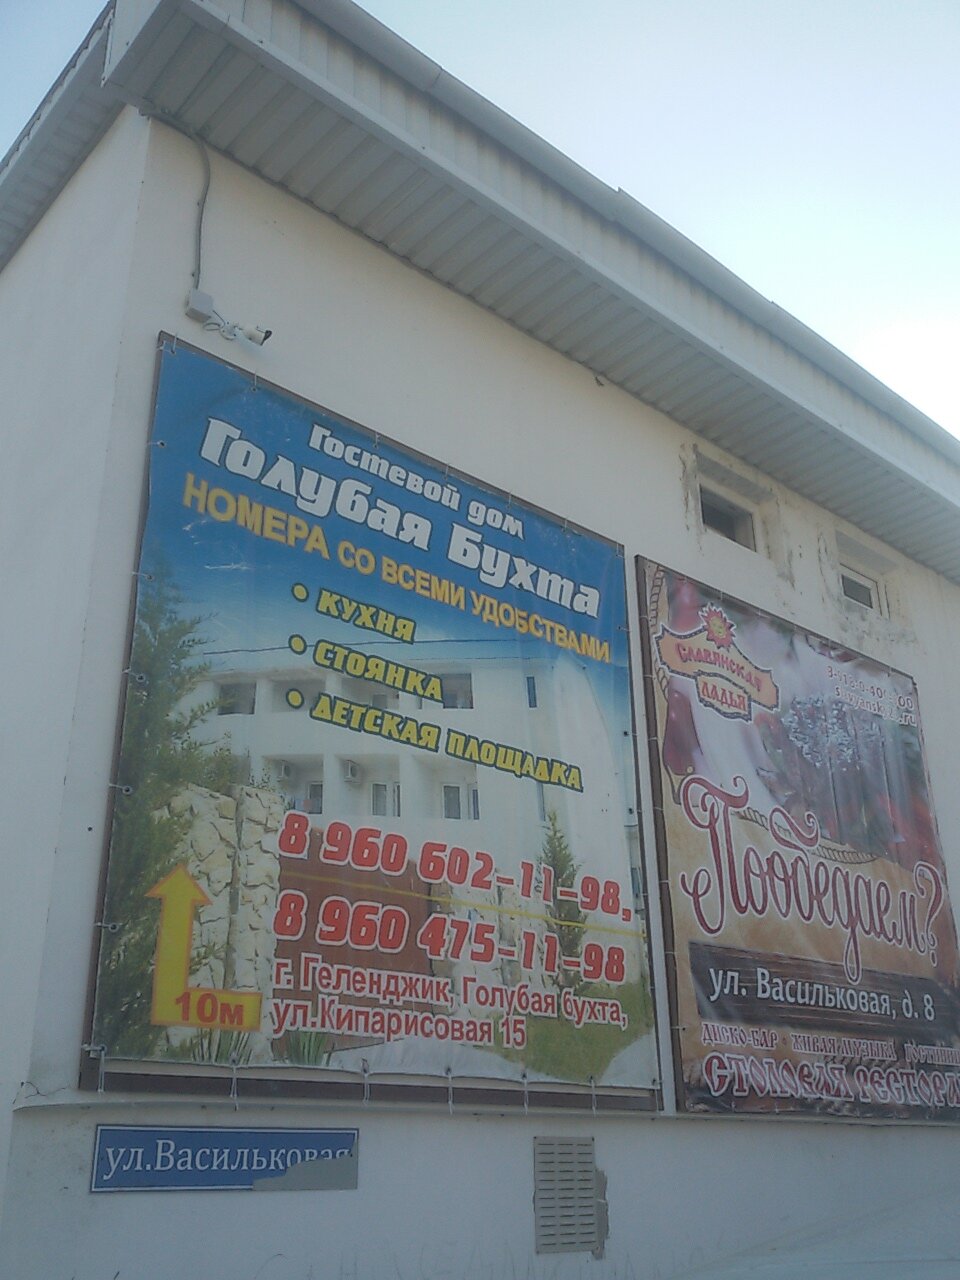 Гостевой дом
Голубая Бухта
НОМЕРА СО ВСЕМИ УДОБСТВАМИ
• КУХНЯ
• СТОЯНКА
• ДЕТСКАЯ ПЛОЩАДКА
8 960 602-11-98,
8 960 475-11-98
г. Геленджик, Голубая бухта,
ул.Кипарисовая 15
10м
ул.Васильковая
СЛАВЯНСКАЯ
ЛАДЬЯ
Пообедаем?
ул. Васильковая, д. 8
ДИСКО-БАР • ЖИВАЯ МУЗЫКА
СТОЛОВАЯ